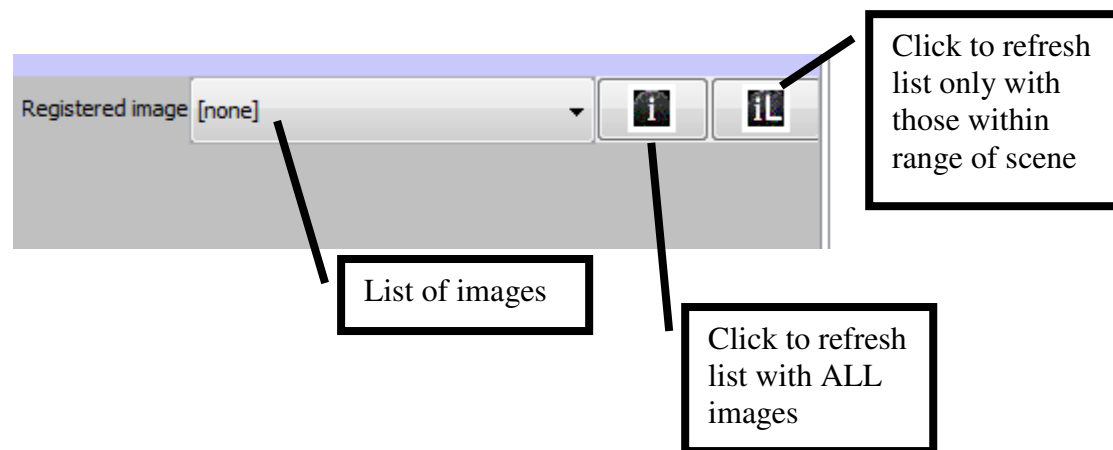 Click to refresh
list only with
those within
range of scene
Registered image [none] i iL
List of images
Click to refresh
list with ALL
images